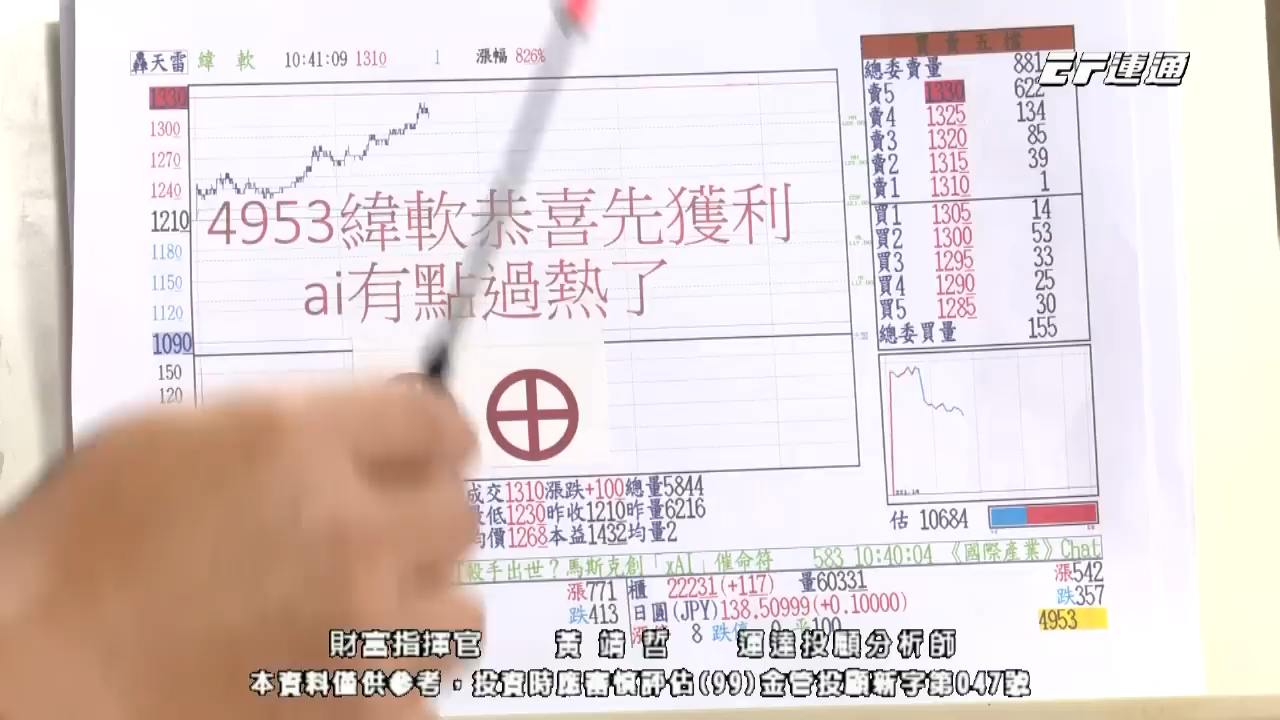 轟天雷 緯 軟 10:41:09 1310 1 漲幅 826%
買賣五檔
運通
1330
1300
1270
1240
1210
1180
1150
1120
1090
150
120
4953緯軟恭喜先獲利
ai有點過熱了
總委賣量 881
賣5 1330 622
賣4 1325 134
賣3 1320 85
賣2 1315 39
賣1 1310 1
買1 1305 14
買2 1300 53
買3 1295 33
買4 1290 25
買5 1285 30
總委買量 155
估 10684
成交1310漲跌+100總量5844
最低1230昨收1210昨量6216
均價1268本益1432均量2
殺手出世?馬斯克創「xAI」催命符 583 10:40:04 《國際產業》Chat
漲771 櫃 22231(+117) 量60331 漲542
跌413 日圓(JPY)138.50999(+0.10000) 跌357
漲停 8 跌停 0 平100 4953
財富指揮官 黃靖哲 運達投顧分析師
本資料僅供參考,投資時應審慎評估(99)金管投顧新字第047號